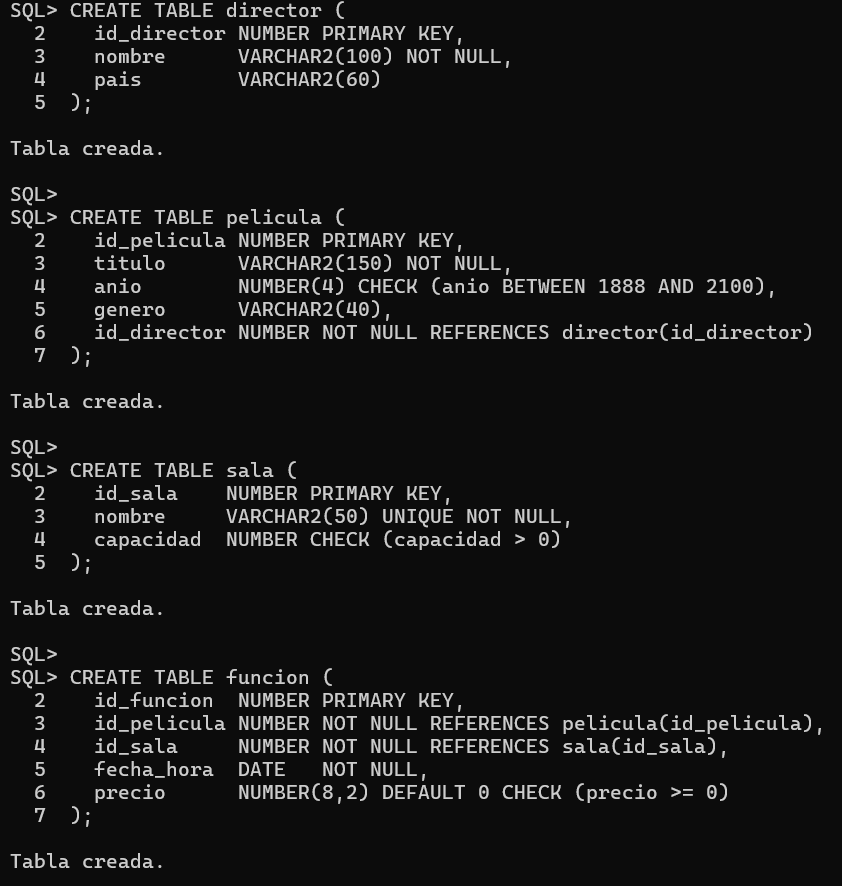 SQL> CREATE TABLE director (
  2    id_director NUMBER PRIMARY KEY,
  3    nombre      VARCHAR2(100) NOT NULL,
  4    pais        VARCHAR2(60)
  5  );
Tabla creada.
SQL>
SQL> CREATE TABLE pelicula (
  2    id_pelicula NUMBER PRIMARY KEY,
  3    titulo      VARCHAR2(150) NOT NULL,
  4    anio        NUMBER(4) CHECK (anio BETWEEN 1888 AND 2100),
  5    genero      VARCHAR2(40),
  6    id_director NUMBER NOT NULL REFERENCES director(id_director)
  7  );
Tabla creada.
SQL>
SQL> CREATE TABLE sala (
  2    id_sala    NUMBER PRIMARY KEY,
  3    nombre     VARCHAR2(50) UNIQUE NOT NULL,
  4    capacidad  NUMBER CHECK (capacidad > 0)
  5  );
Tabla creada.
SQL>
SQL> CREATE TABLE funcion (
  2    id_funcion  NUMBER PRIMARY KEY,
  3    id_pelicula NUMBER NOT NULL REFERENCES pelicula(id_pelicula),
  4    id_sala     NUMBER NOT NULL REFERENCES sala(id_sala),
  5    fecha_hora  DATE   NOT NULL,
  6    precio      NUMBER(8,2) DEFAULT 0 CHECK (precio >= 0)
  7  );
Tabla creada.